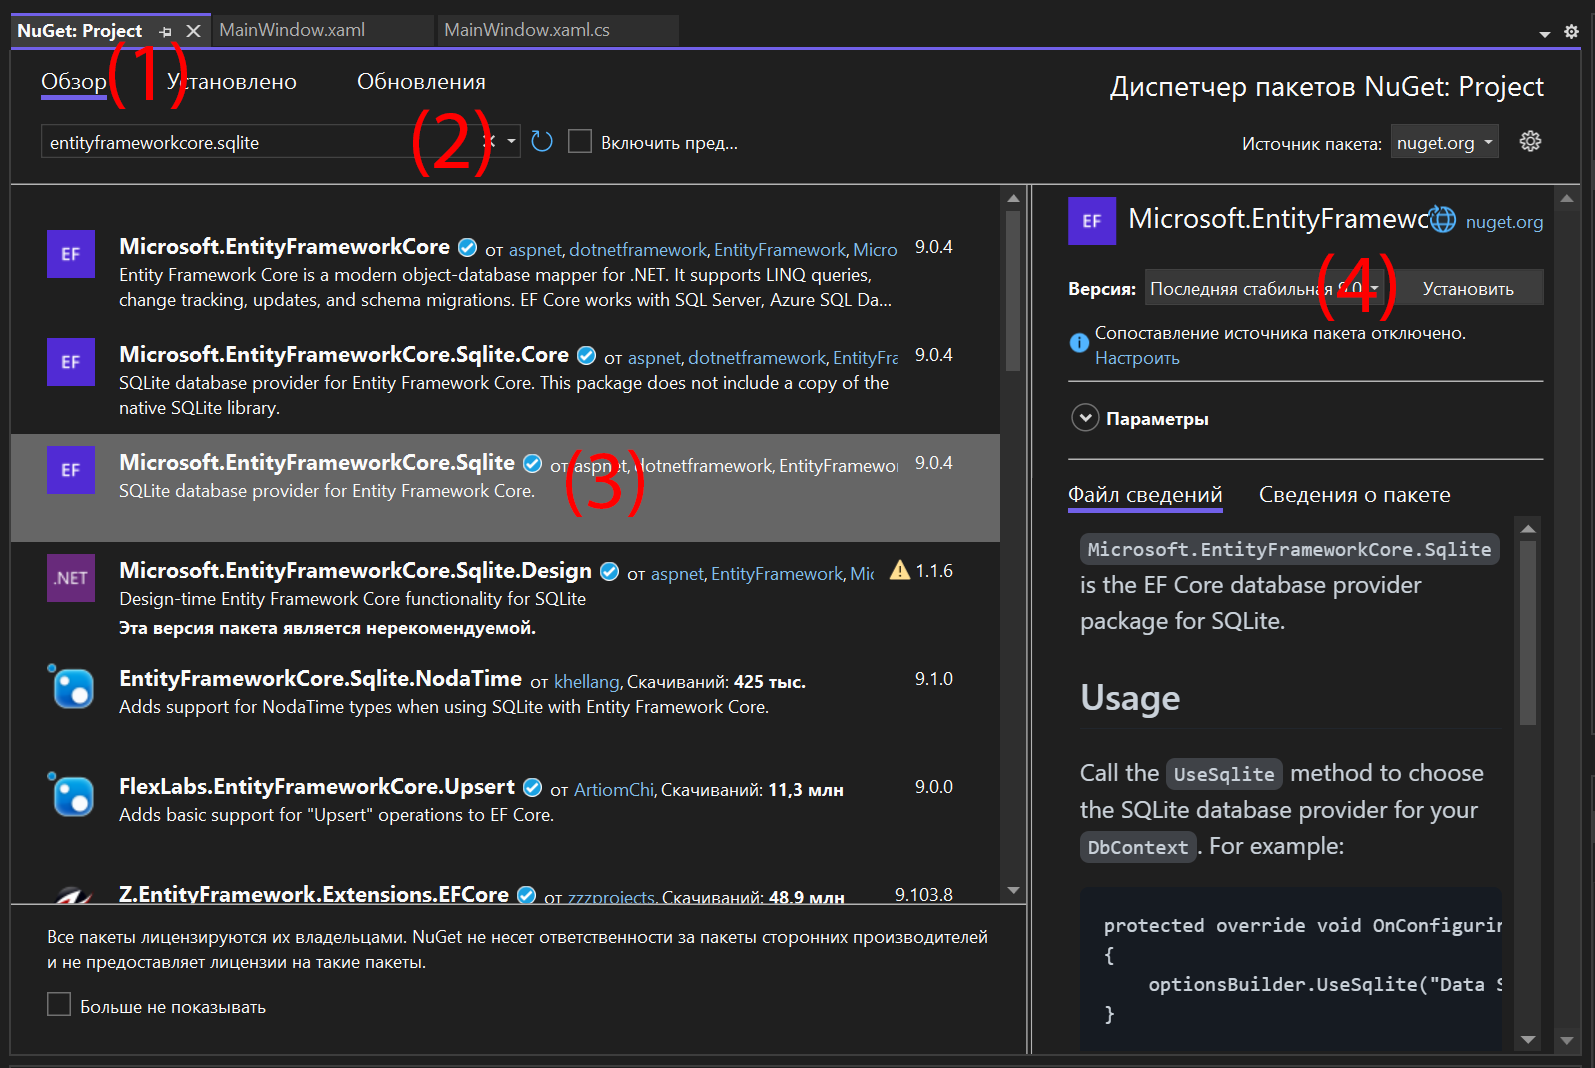 NuGet: Project
MainWindow.xaml
MainWindow.xaml.cs
Обзор
(1)
Установлено
Обновления
Диспетчер пакетов NuGet: Project
entityframeworkcore.sqlite
(2)
Включить пред...
Источник пакета:
nuget.org
EF
Microsoft.EntityFrameworkCore
от aspnet, dotnetframework, EntityFramework, Micro
9.0.4
Entity Framework Core is a modern object-database mapper for .NET. It supports LINQ queries,
change tracking, updates, and schema migrations. EF Core works with SQL Server, Azure SQL Da...
EF
Microsoft.EntityFrameworkCore.Sqlite.Core
от aspnet, dotnetframework, EntityFra
9.0.4
SQLite database provider for Entity Framework Core. This package does not include a copy of the
native SQLite library.
EF
Microsoft.EntityFrameworkCore.Sqlite
от aspnet, dotnetframework, EntityFramewo
9.0.4
SQLite database provider for Entity Framework Core.
(3)
.NET
Microsoft.EntityFrameworkCore.Sqlite.Design
от aspnet, EntityFramework, Mic
1.1.6
Design-time Entity Framework Core functionality for SQLite
Эта версия пакета является нерекомендуемой.
EntityFrameworkCore.Sqlite.NodaTime
от khellang, Скачиваний: 425 тыс.
9.1.0
Adds support for NodaTime types when using SQLite with Entity Framework Core.
FlexLabs.EntityFrameworkCore.Upsert
от ArtiomChi, Скачиваний: 11,3 млн
9.0.0
Adds basic support for "Upsert" operations to EF Core.
Z.EntityFramework.Extensions.EFCore
от zzzprojects, Скачиваний: 48,9 млн
9.103.8
Все пакеты лицензируются их владельцами. NuGet не несет ответственности за пакеты сторонних производителей
и не предоставляет лицензии на такие пакеты.
Больше не показывать
EF
Microsoft.EntityFramewc
nuget.org
Версия:
Последняя стабильная 9.0
(4)
Установить
Сопоставление источника пакета отключено.
Настроить
Параметры
Файл сведений
Сведения о пакете
Microsoft.EntityFrameworkCore.Sqlite
is the EF Core database provider
package for SQLite.
Usage
Call the UseSqlite method to choose
the SQLite database provider for your
DbContext. For example:
protected override void OnConfigurin
{
optionsBuilder.UseSqlite("Data S
}